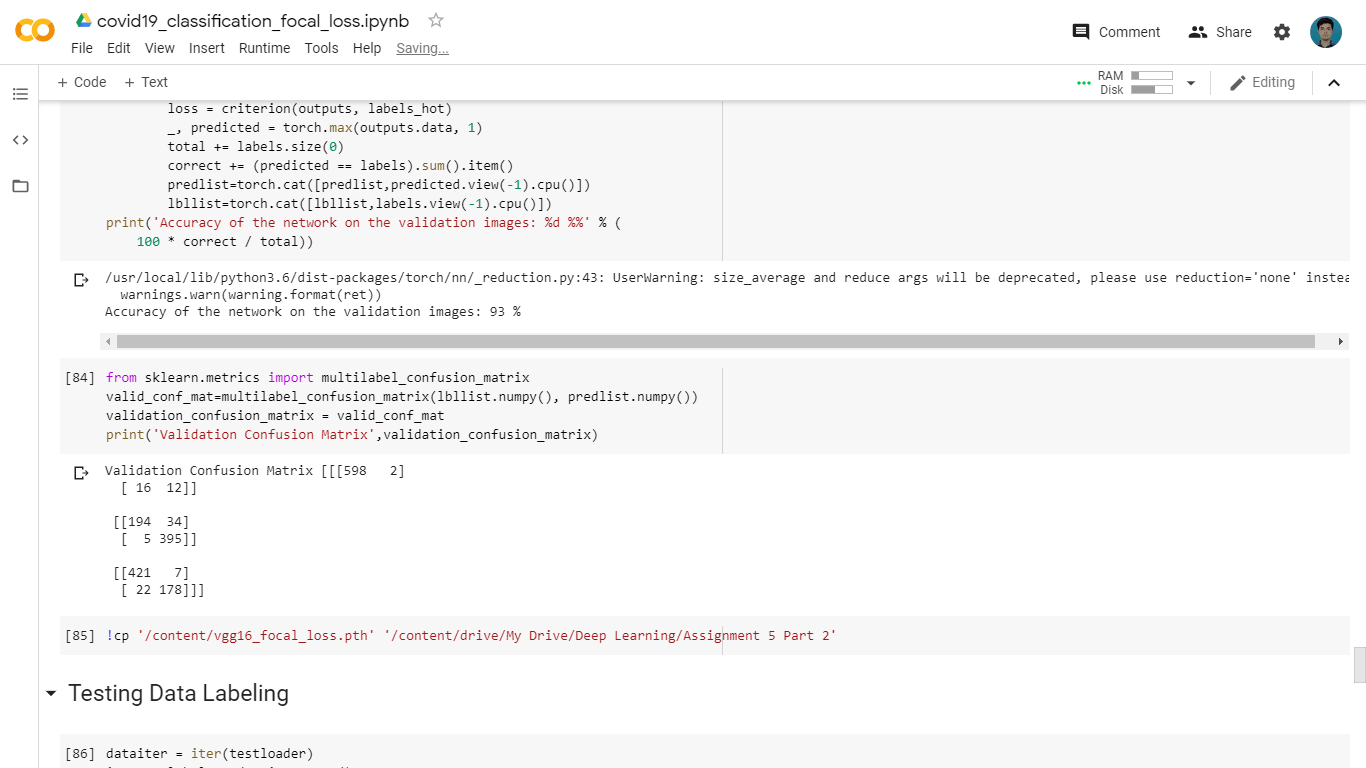 covid19_classification_focal_loss.ipynb
File Edit View Insert Runtime Tools Help Saving...
Comment Share
+ Code + Text
RAM
Disk
Editing
loss = criterion(outputs, labels_hot)
_, predicted = torch.max(outputs.data, 1)
total += labels.size(0)
correct += (predicted == labels).sum().item()
predlist=torch.cat([predlist,predicted.view(-1).cpu()])
lbllist=torch.cat([lbllist,labels.view(-1).cpu()])
print('Accuracy of the network on the validation images: %d %%' % (
100 * correct / total))
/usr/local/lib/python3.6/dist-packages/torch/nn/_reduction.py:43: UserWarning: size_average and reduce args will be deprecated, please use reduction='none' instea
warnings.warn(warning.format(ret))
Accuracy of the network on the validation images: 93 %
[84] from sklearn.metrics import multilabel_confusion_matrix
valid_conf_mat=multilabel_confusion_matrix(lbllist.numpy(), predlist.numpy())
validation_confusion_matrix = valid_conf_mat
print('Validation Confusion Matrix',validation_confusion_matrix)
Validation Confusion Matrix [[[598   2]
[ 16  12]]
[[194  34]
[  5 395]]
[[421   7]
[ 22 178]]]
[85] !cp '/content/vgg16_focal_loss.pth' '/content/drive/My Drive/Deep Learning/Assignment 5 Part 2'
Testing Data Labeling
[86] dataiter = iter(testloader)